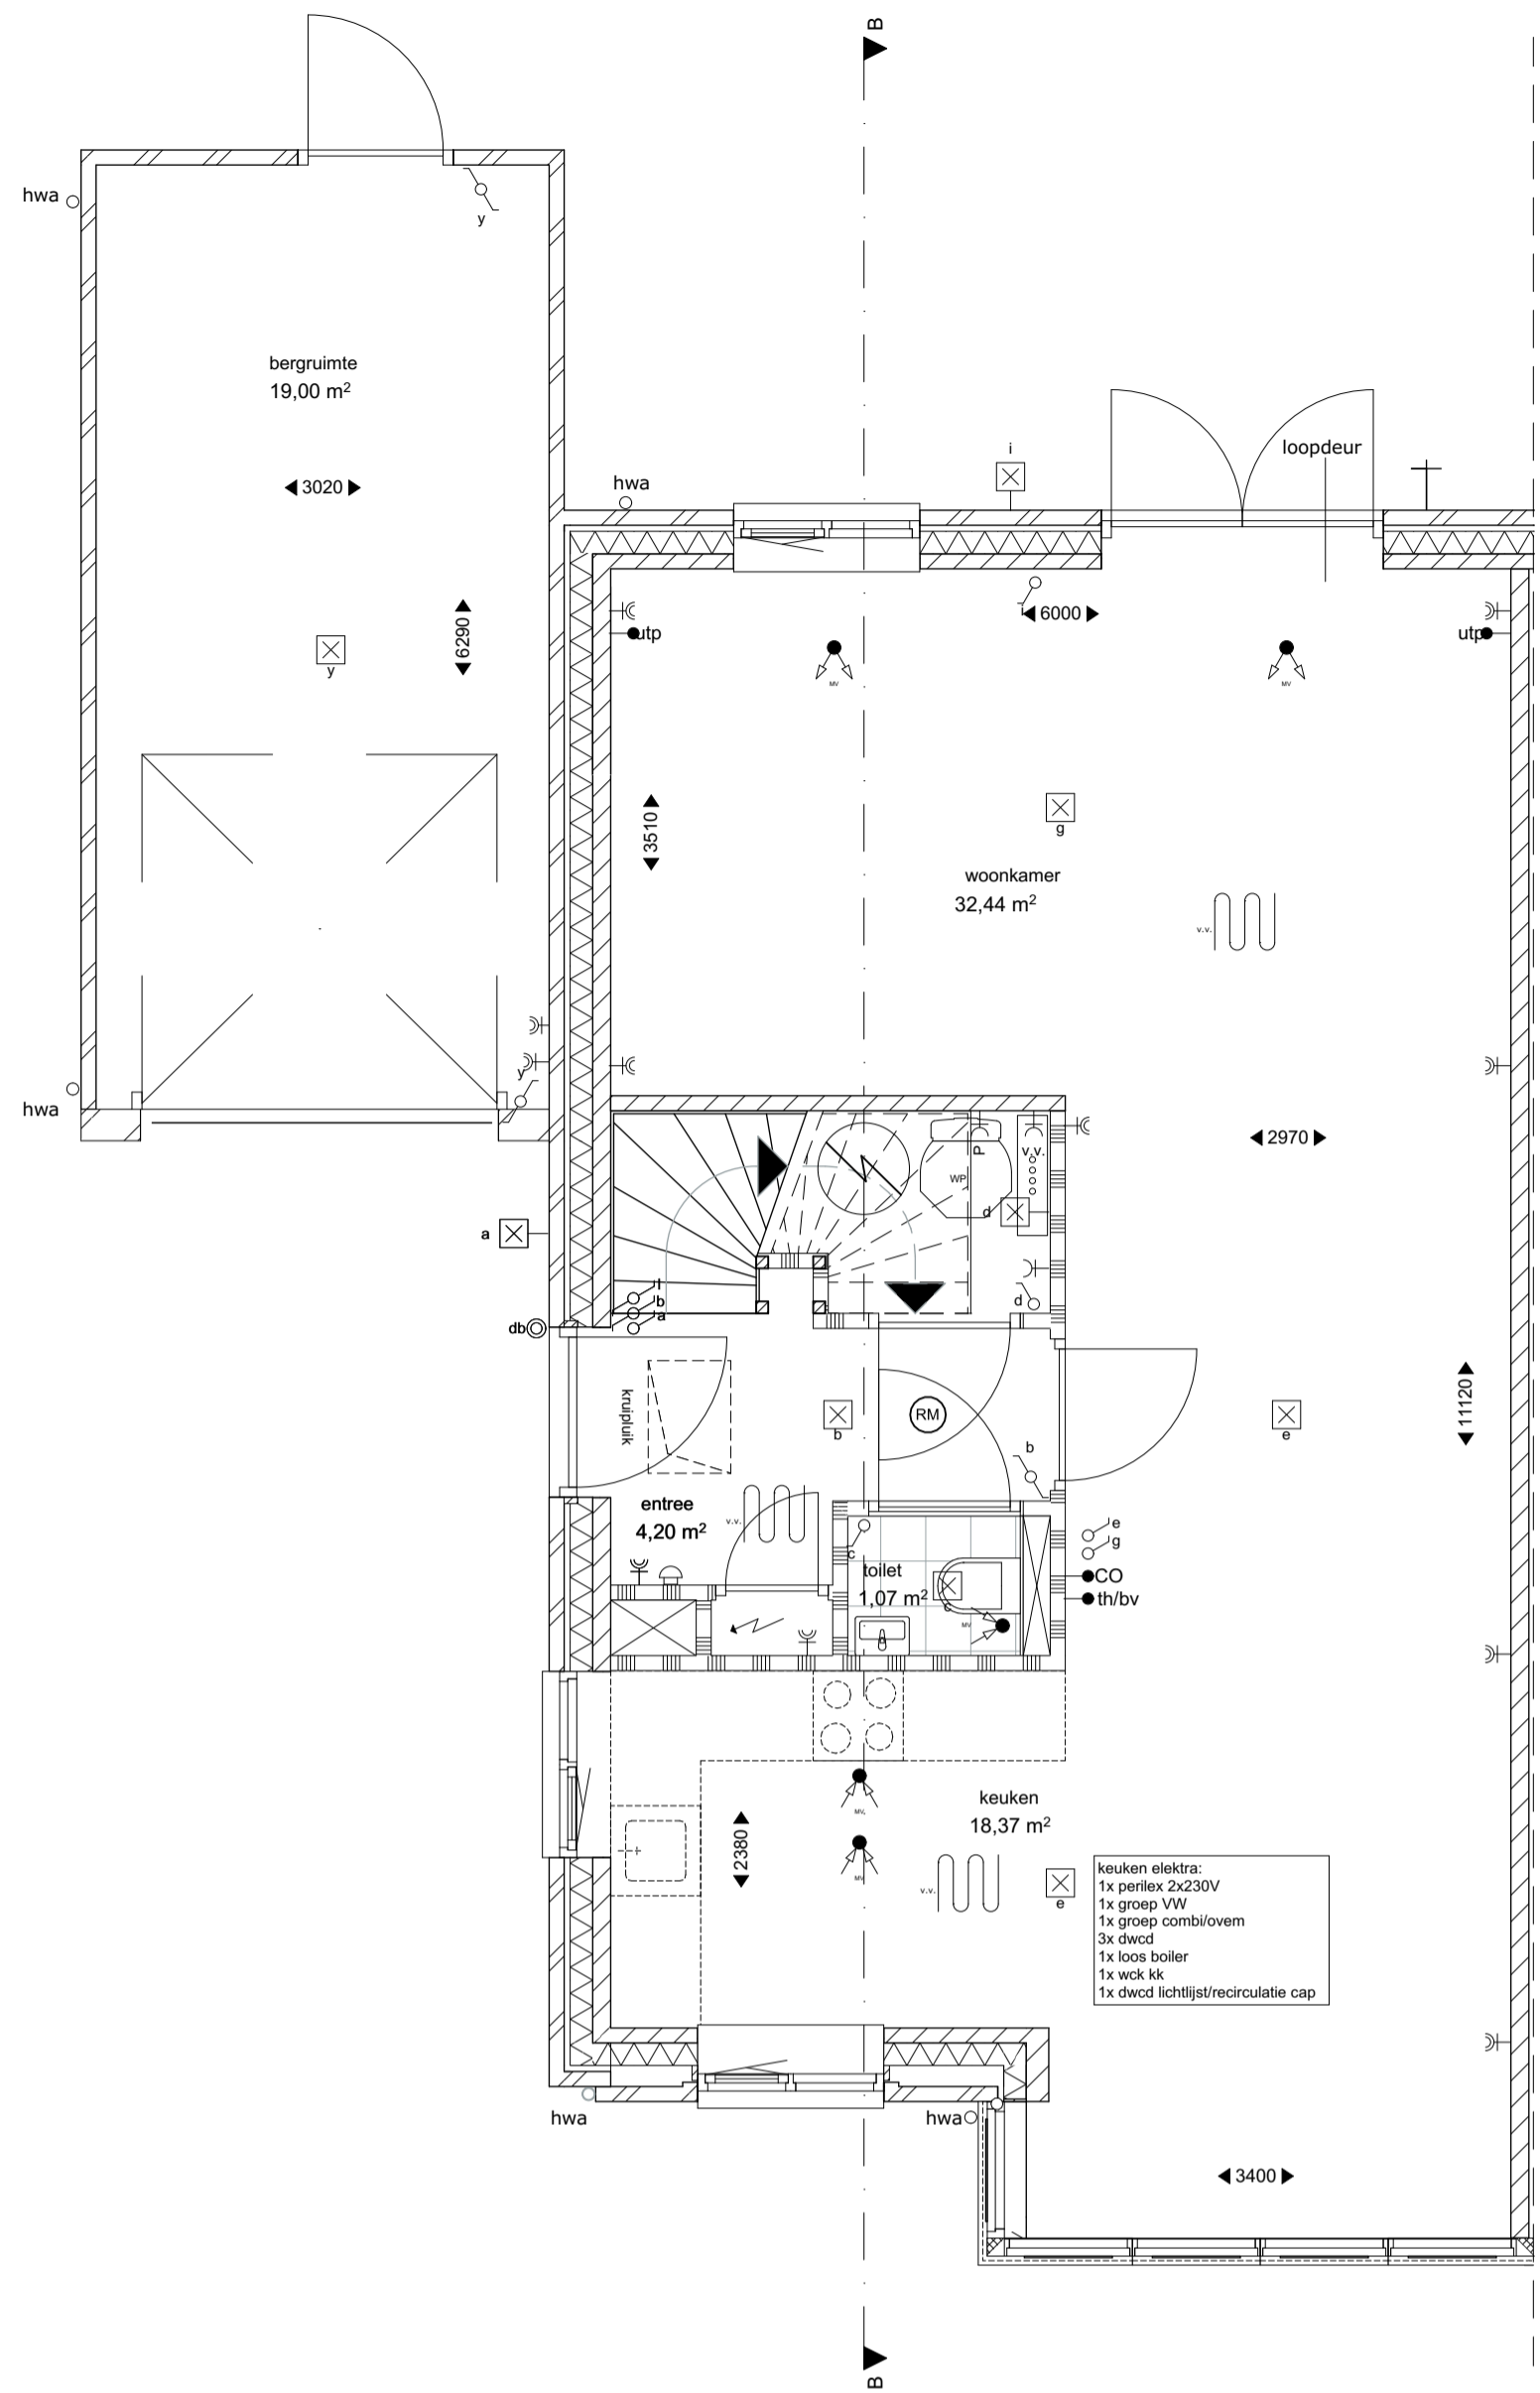 B
hwa
y
bergruimte
19,00 m²
3020
hwa
i
loopdeur
6290
y
6000
utp
utp
MV
MV
3510
g
woonkamer
32,44 m²
v.v.
y
hwa
2970
P
v.v.
WP
d
a
b
a
d
db
kruipluik
b
RM
b
e
11120
entree
4,20 m²
v.v.
c
toilet
1,07 m²
c
MV
e
g
CO
th/bv
keuken
18,37 m²
MV
MV
2380
v.v.
e
keuken elektra:
1x perilex 2x230V
1x groep VW
1x groep combi/ovem
3x dwcd
1x loos boiler
1x wck kk
1x dwcd lichtlijst/recirculatie cap
hwa
hwa
3400
B